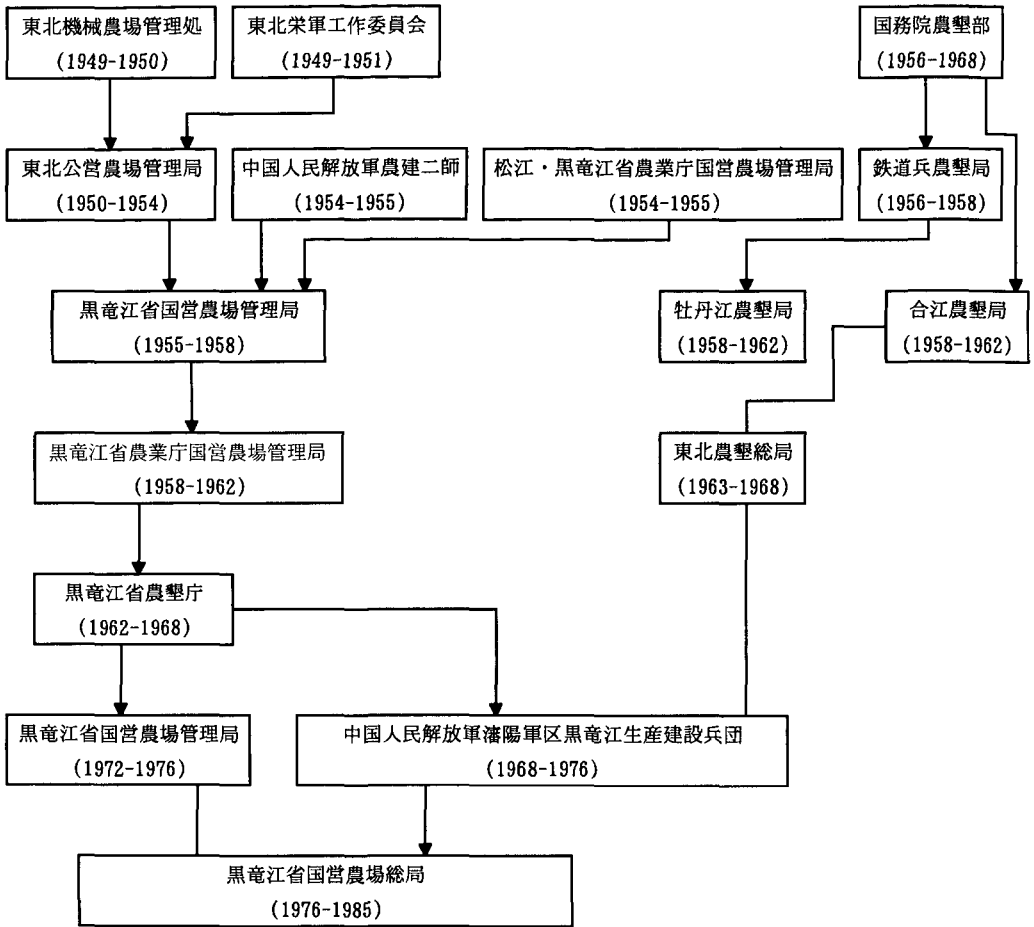 東北機械農場管理処
(1949-1950)
東北栄軍工作委員会
(1949-1951)
国務院農墾部
(1956-1968)
東北公営農場管理局
(1950-1954)
中国人民解放軍農建二師
(1954-1955)
松江・黒竜江省農業庁国営農場管理局
(1954-1955)
鉄道兵農墾局
(1956-1958)
黒竜江省国営農場管理局
(1955-1958)
牡丹江農墾局
(1958-1962)
合江農墾局
(1958-1962)
黒竜江省農業庁国営農場管理局
(1958-1962)
東北農墾総局
(1963-1968)
黒竜江省農墾庁
(1962-1968)
黒竜江省国営農場管理局
(1972-1976)
中国人民解放軍瀋陽軍区黒竜江生産建設兵団
(1968-1976)
黒竜江省国営農場総局
(1976-1985)